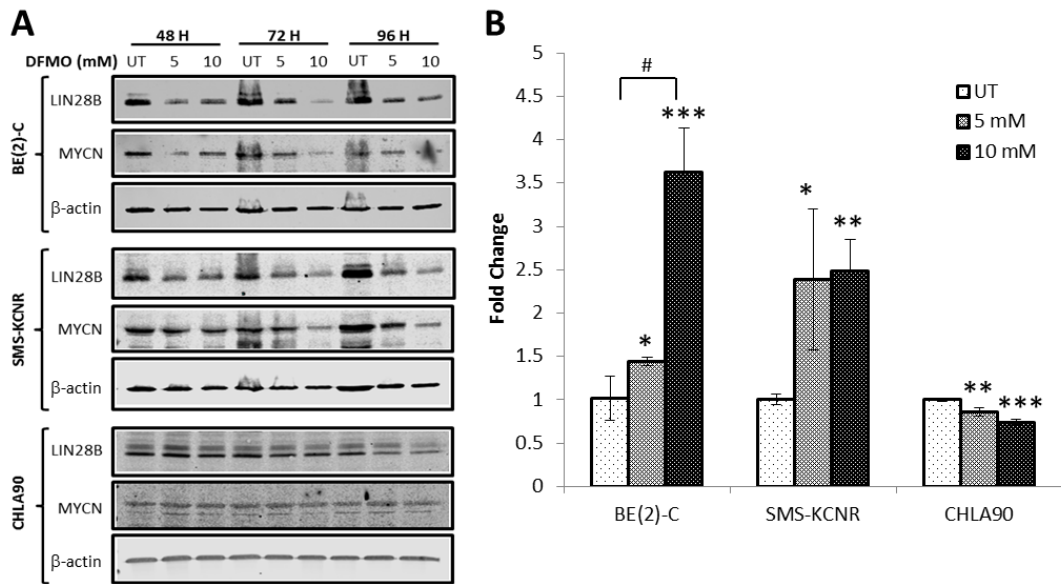 A
48 H 72 H 96 H
DFMO (mM) UT 5 10 UT 5 10 UT 5 10
BE(2)-C
LIN28B
MYCN
β-actin
SMS-KCNR
LIN28B
MYCN
β-actin
CHLA90
LIN28B
MYCN
β-actin
B
Fold Change
5
4.5
4
3.5
3
2.5
2
1.5
1
0.5
0
#
***
*
*
**
**
***
UT
5 mM
10 mM
BE(2)-C SMS-KCNR CHLA90